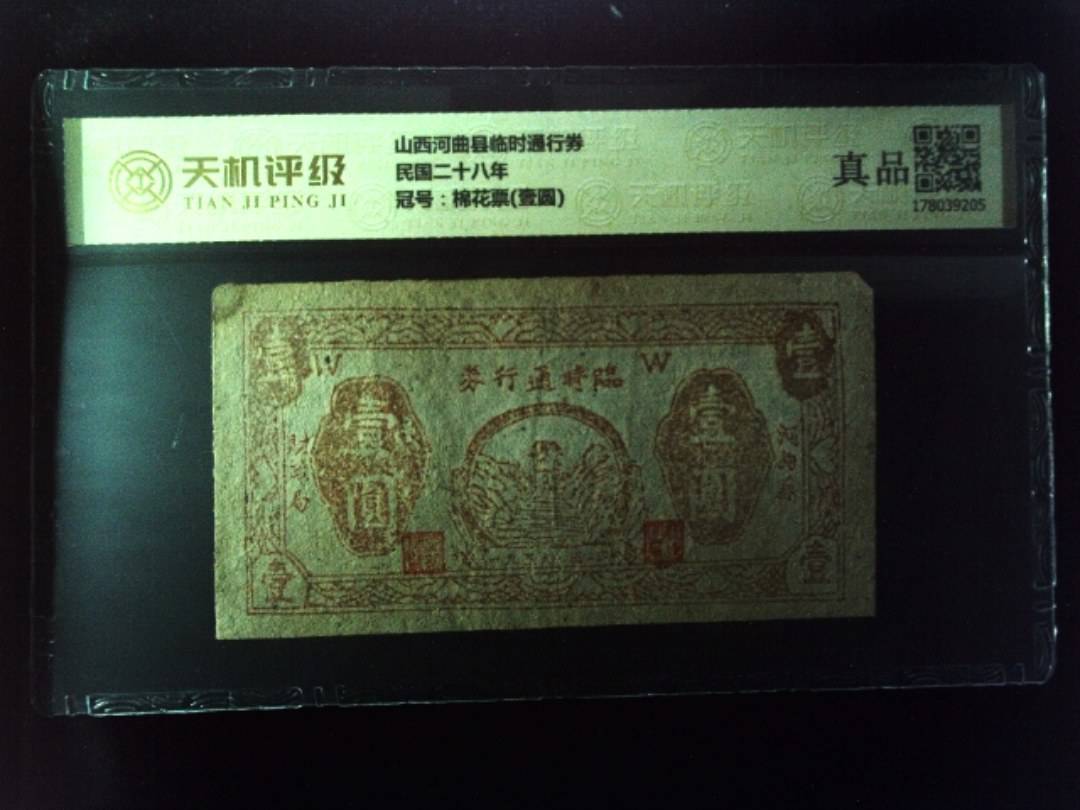 天机评级
TIAN JI PING JI
山西河曲县临时通行券
民国二十八年
冠号：棉花票(壹圆)
真品
178039205
壹 W 券行通時臨 W 壹
壹圓
壹圓
壹
壹